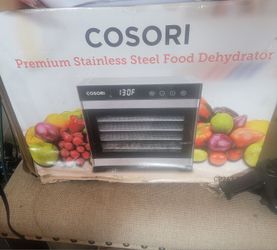 COSORI
Premium Stainless Steel Food Dehydrator
COSORI
130F